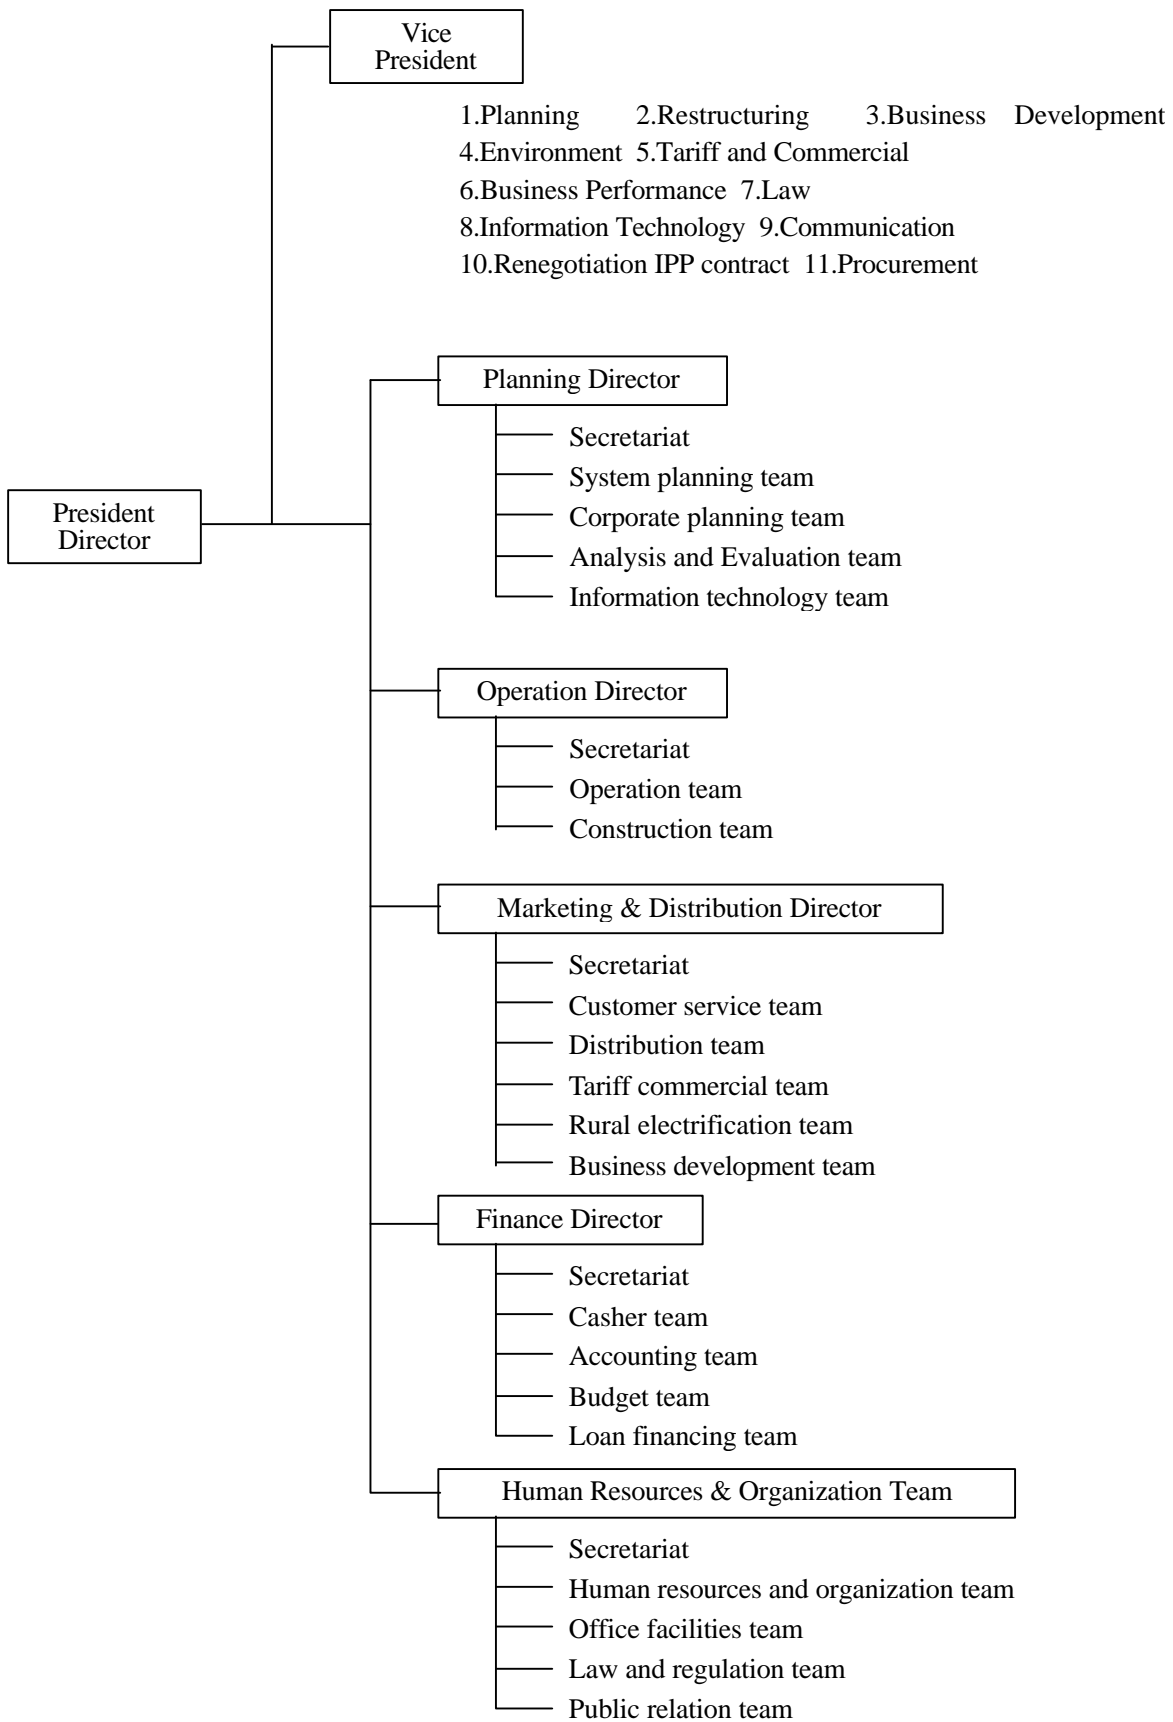 Vice
President
1.Planning 2.Restructuring 3.Business Development
4.Environment 5.Tariff and Commercial
6.Business Performance 7.Law
8.Information Technology 9.Communication
10.Renegotiation IPP contract 11.Procurement
Planning Director
Secretariat
System planning team
President
Director
Corporate planning team
Analysis and Evaluation team
Information technology team
Operation Director
Secretariat
Operation team
Construction team
Marketing & Distribution Director
Secretariat
Customer service team
Distribution team
Tariff commercial team
Rural electrification team
Business development team
Finance Director
Secretariat
Casher team
Accounting team
Budget team
Loan financing team
Human Resources & Organization Team
Secretariat
Human resources and organization team
Office facilities team
Law and regulation team
Public relation team